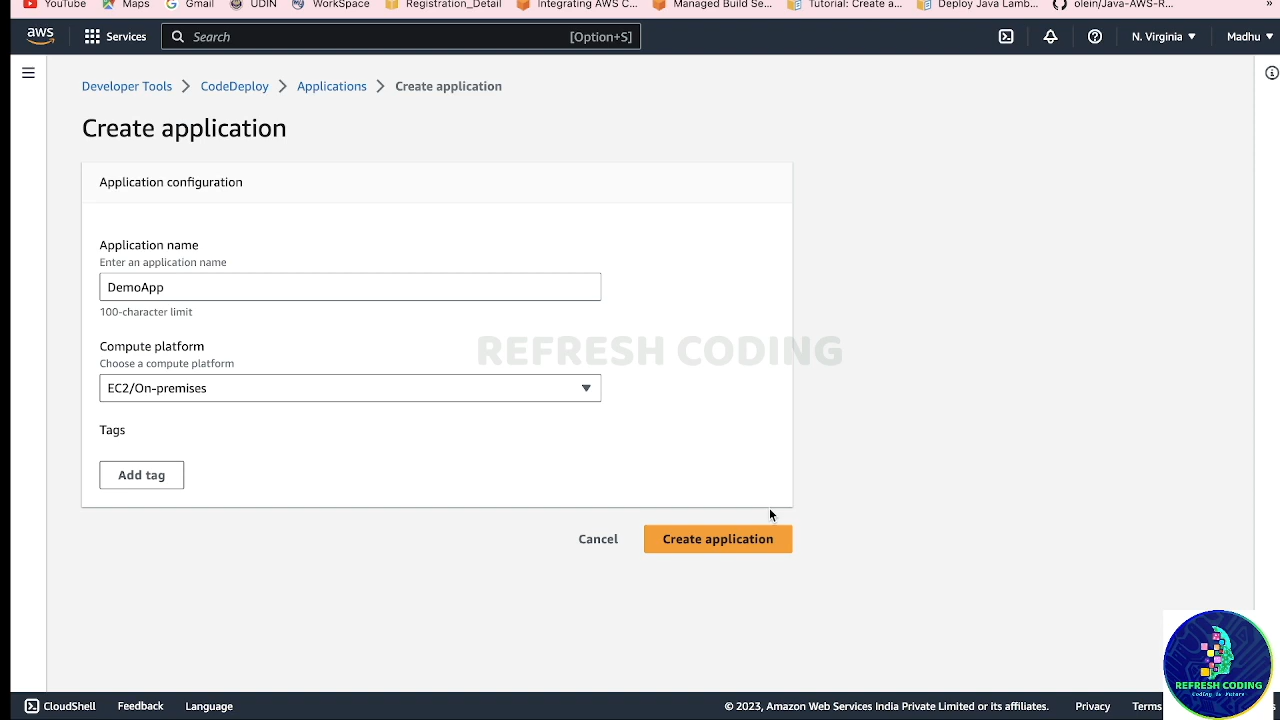 YouTube Maps Gmail UDIN WorkSpace Registration_Detail Integrating AWS C... Managed Build Se... Tutorial: Create a... Deploy Java Lamb... olein/Java-AWS-R... »
aws Services Search [Option+S] N. Virginia Madhu
Developer Tools CodeDeploy Applications Create application
Create application
Application configuration
Application name
Enter an application name
DemoApp
100-character limit
Compute platform
Choose a compute platform
EC2/On-premises
REFRESH CODING
Tags
Add tag
Cancel Create application
REFRESH CODING
Coding is Future
CloudShell Feedback Language © 2023, Amazon Web Services India Private Limited or its affiliates. Privacy Terms